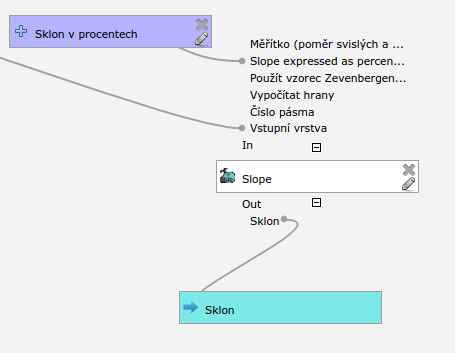 Sklon v procentech
Měřítko (poměr svislých a ...
Slope expressed as percen...
Použít vzorec Zevenbergen...
Vypočítat hrany
Číslo pásma
Vstupní vrstva
In
Slope
Out
Sklon
Sklon